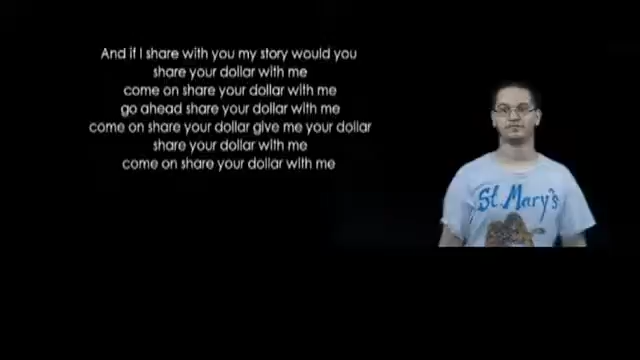 And if I share with you my story would you
share your dollar with me
come on share your dollar with me
go ahead share your dollar with me
come on share your dollar give me your dollar
share your dollar with me
come on share your dollar with me
St. Mary's